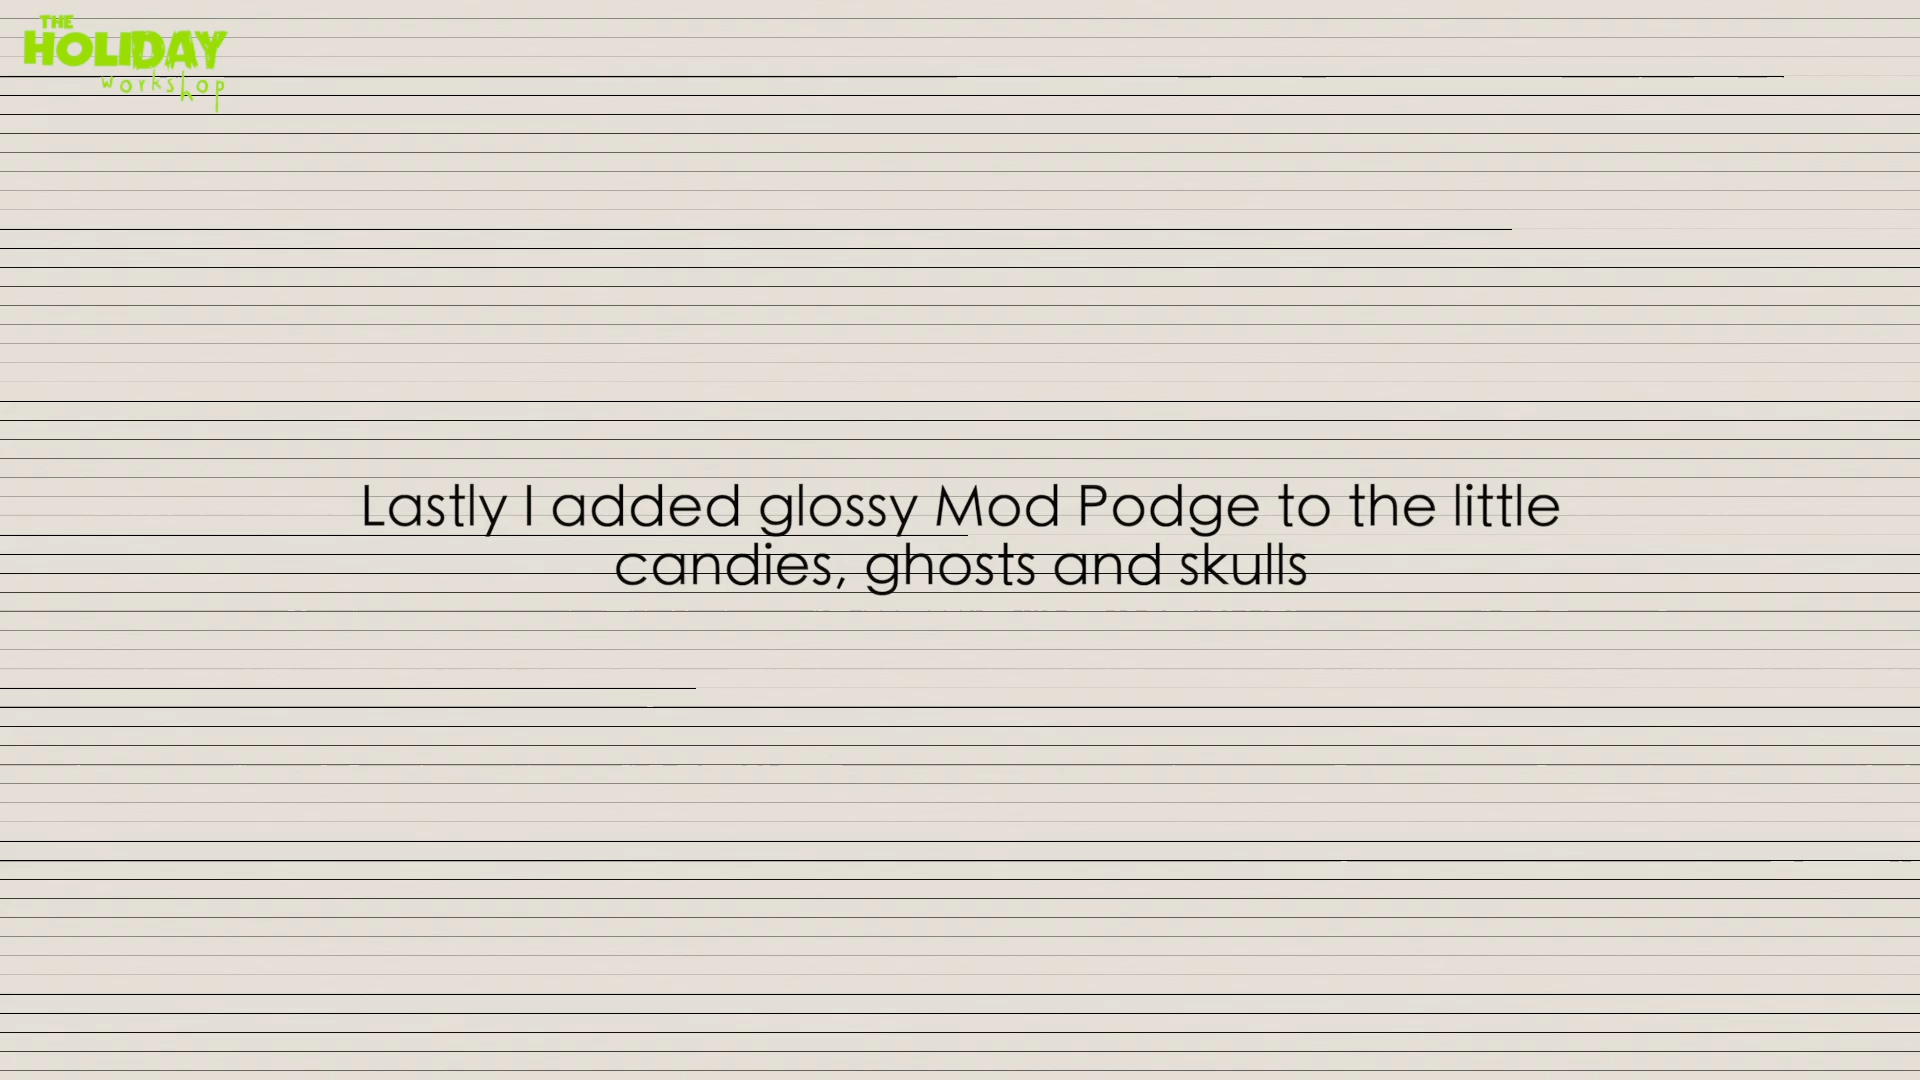 THE
HOLIDAY
workshop
Lastly I added glossy Mod Podge to the little
candies, ghosts and skulls